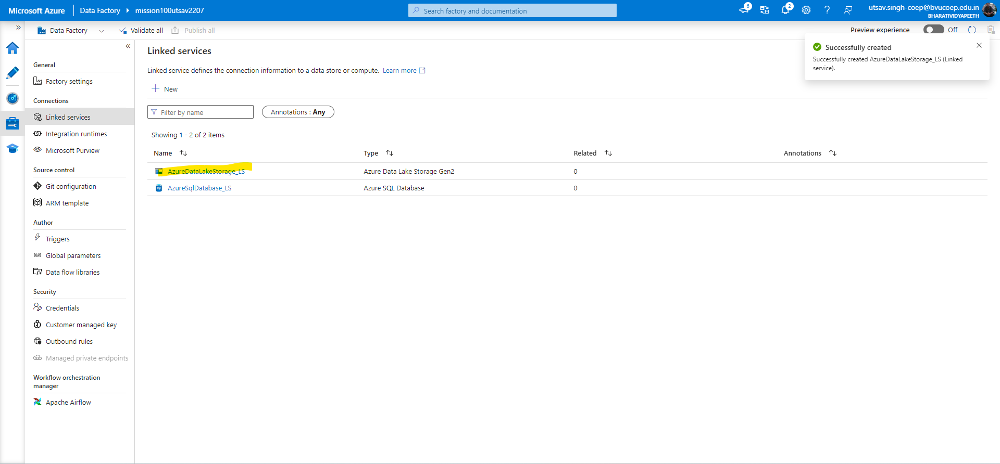 Microsoft Azure Data Factory mission100utsav2207
Search factory and documentation
6
2
utsav.singh-coep@bvucoep.edu.in
BHARATIVIDYAPEETH
Data Factory
Validate all
Publish all
Preview experience
Off
Successfully created
Successfully created AzureDataLakeStorage_LS (Linked
service).
General
Factory settings
Connections
Linked services
Integration runtimes
Microsoft Purview
Source control
Git configuration
ARM template
Author
Triggers
Global parameters
Data flow libraries
Security
Credentials
Customer managed key
Outbound rules
Managed private endpoints
Workflow orchestration
manager
Apache Airflow
Linked services
Linked service defines the connection information to a data store or compute. Learn more
New
Filter by name
Annotations : Any
Showing 1 - 2 of 2 items
Name Type Related Annotations
AzureDataLakeStorage_LS Azure Data Lake Storage Gen2 0
SQL AzureSqlDatabase_LS Azure SQL Database 0